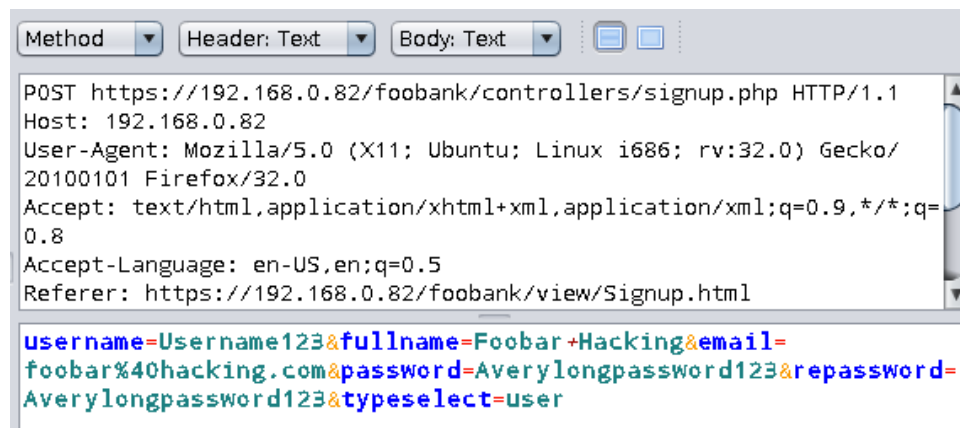 Method Header: Text Body: Text
POST https://192.168.0.82/foobank/controllers/signup.php HTTP/1.1
Host: 192.168.0.82
User-Agent: Mozilla/5.0 (X11; Ubuntu; Linux i686; rv:32.0) Gecko/
20100101 Firefox/32.0
Accept: text/html,application/xhtml+xml,application/xml;q=0.9,*/*;q=
0.8
Accept-Language: en-US,en;q=0.5
Referer: https://192.168.0.82/foobank/view/Signup.html
username=Username123&fullname=Foobar+Hacking&email=
foobar%40hacking.com&password=Averylongpassword123&repassword=
Averylongpassword123&typeselect=user